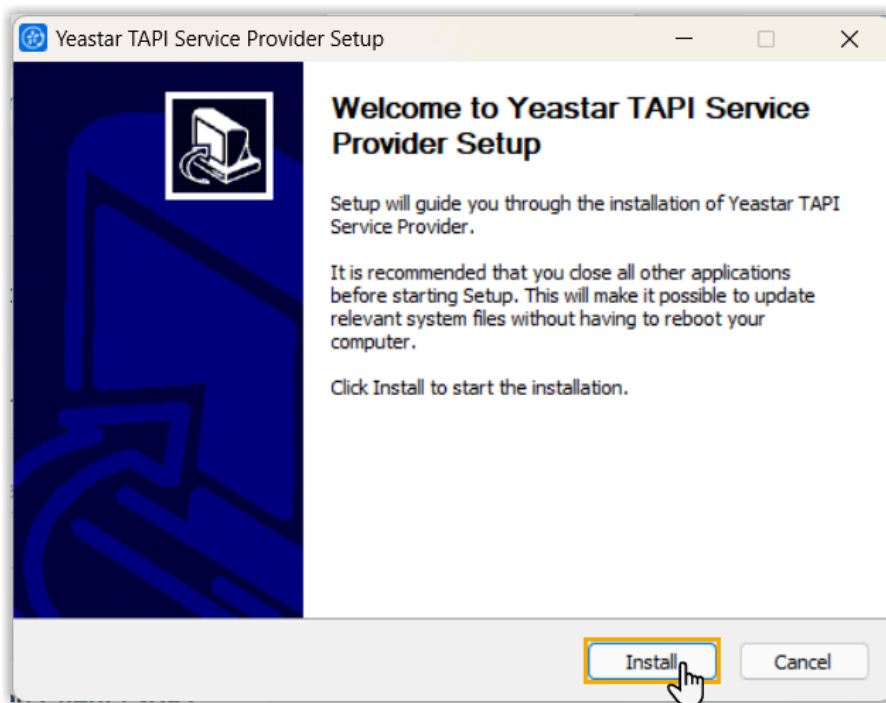 Yeastar TAPI Service Provider Setup
Welcome to Yeastar TAPI Service
Provider Setup
Setup will guide you through the installation of Yeastar TAPI
Service Provider.
It is recommended that you close all other applications
before starting Setup. This will make it possible to update
relevant system files without having to reboot your
computer.
Click Install to start the installation.
Install
Cancel